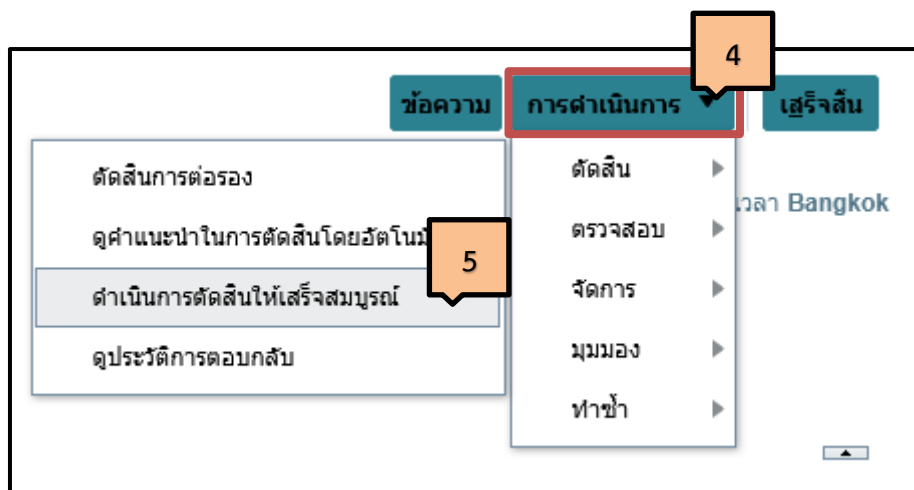 4
ข้อความ การดำเนินการ เสร็จสิ้น
ตัดสินการต่อรอง
ดูคำแนะนำในการตัดสินโดยอัตโนมั
5
ดำเนินการตัดสินให้เสร็จสมบูรณ์
ดูประวัติการตอบกลับ
ตัดสิน
ตรวจสอบ
จัดการ
มุมมอง
ทำซ้ำ
เวลา Bangkok